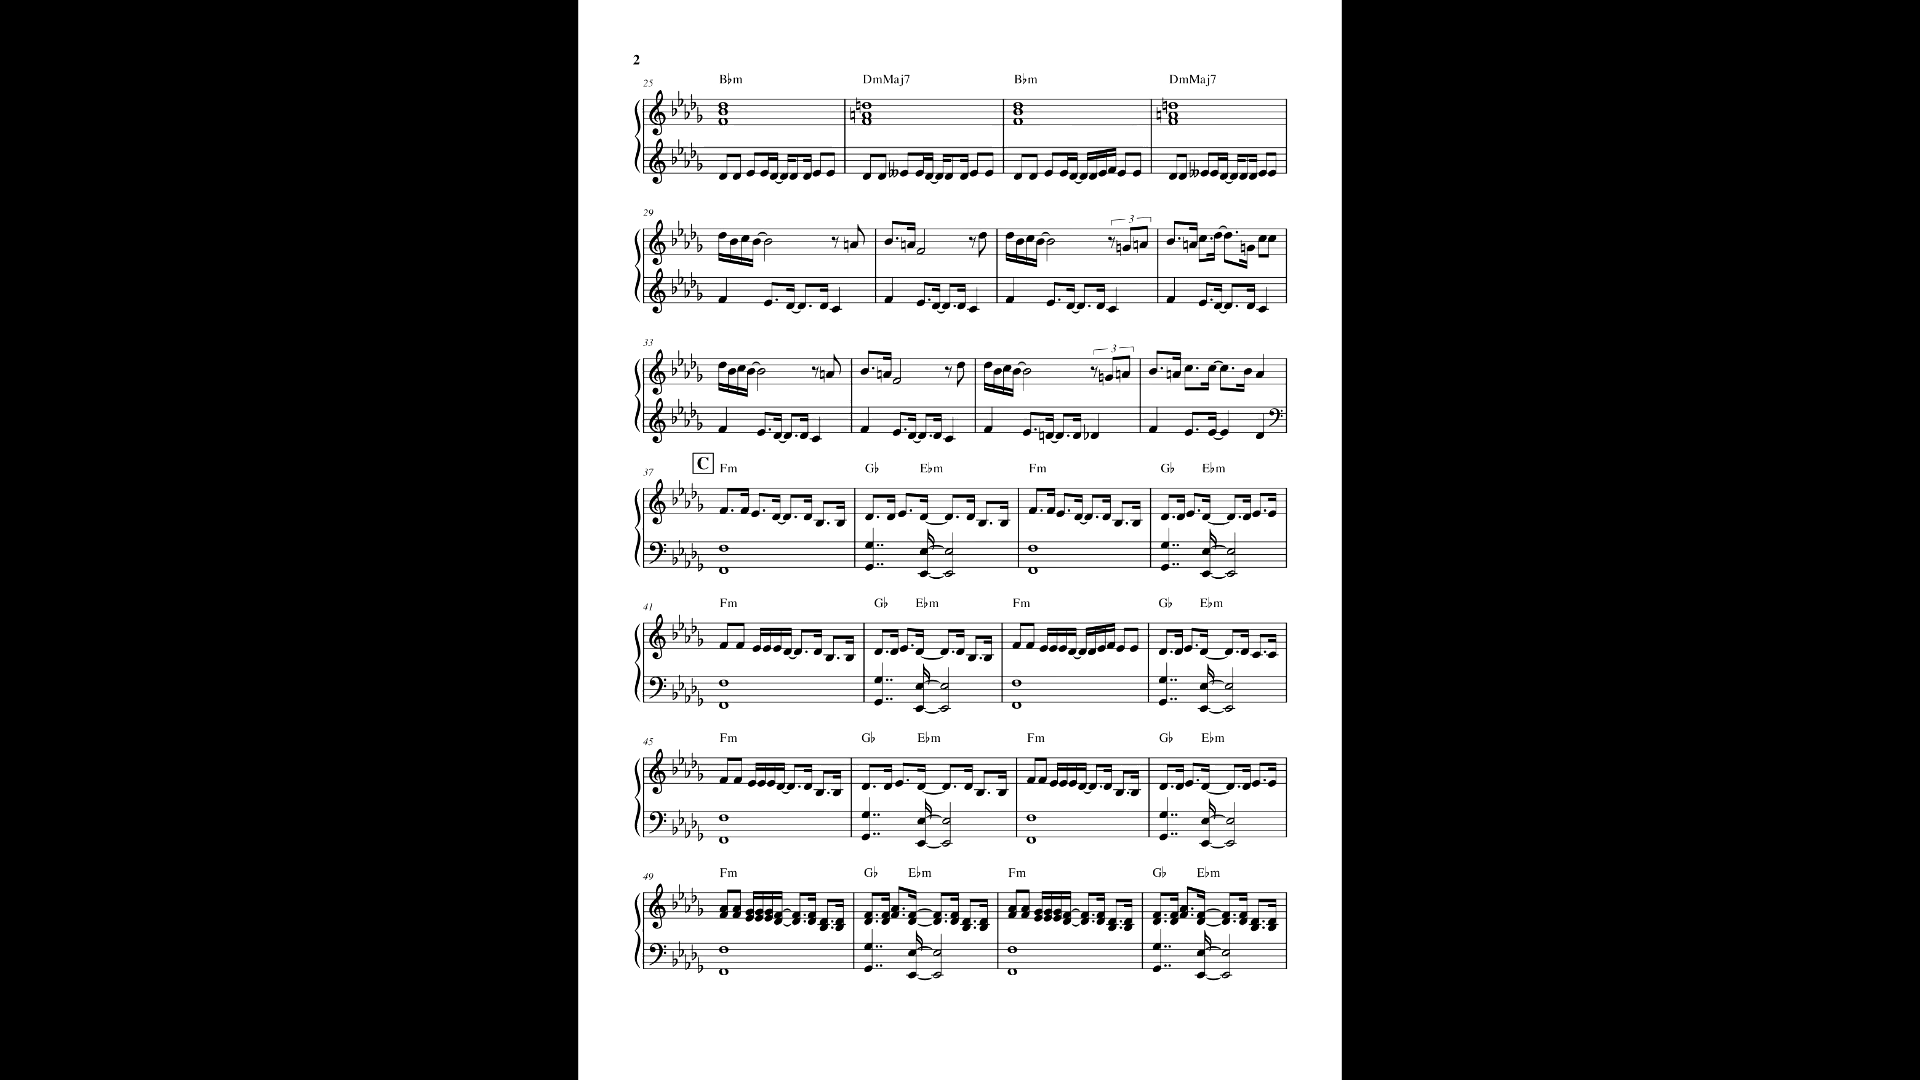 2
B♭m DmMaj7 B♭m DmMaj7
25
29
3
33
3
C Fm G♭ E♭m Fm G♭ E♭m
37
Fm G♭ E♭m Fm G♭ E♭m
41
Fm G♭ E♭m Fm G♭ E♭m
45
Fm G♭ E♭m Fm G♭ E♭m
49